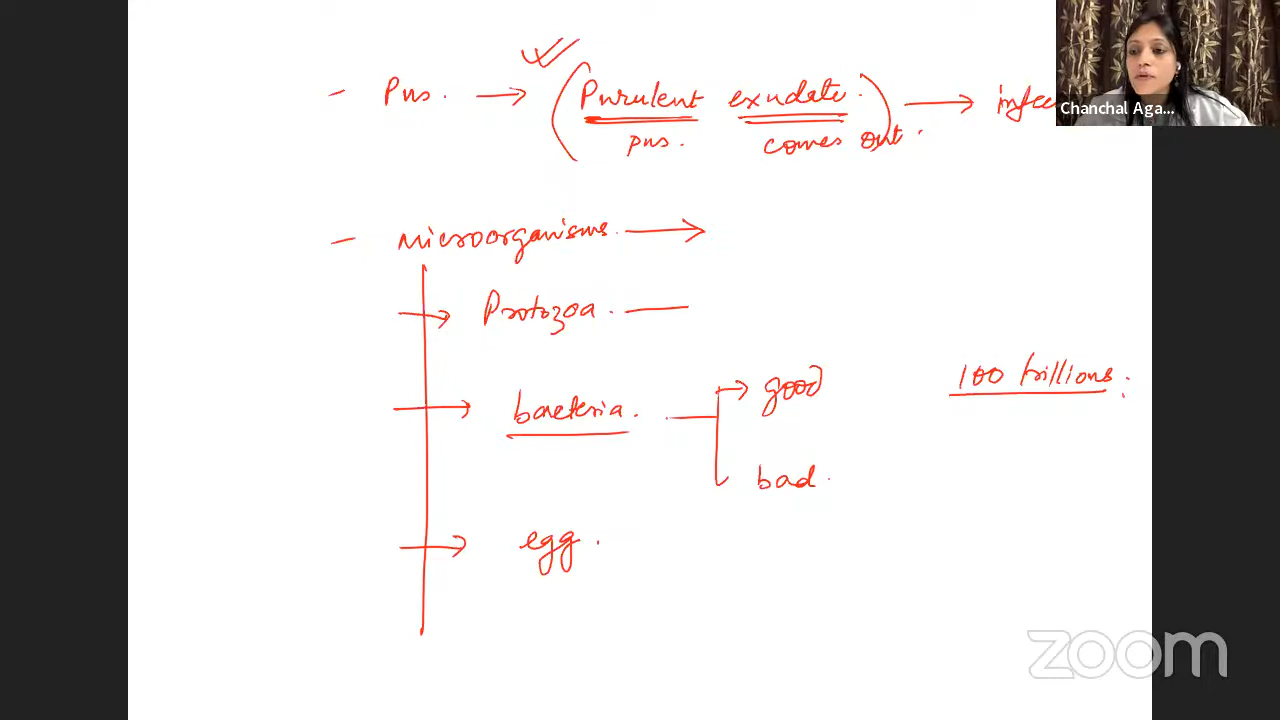 - Pus. → (Purulent exudate.) → infec
pus. comes out.
Chanchal Aga...
- microorganisms. →
→ Protozoa. —
→ good
100 trillions.
→ bacteria.
bad.
→ egg.
zoom